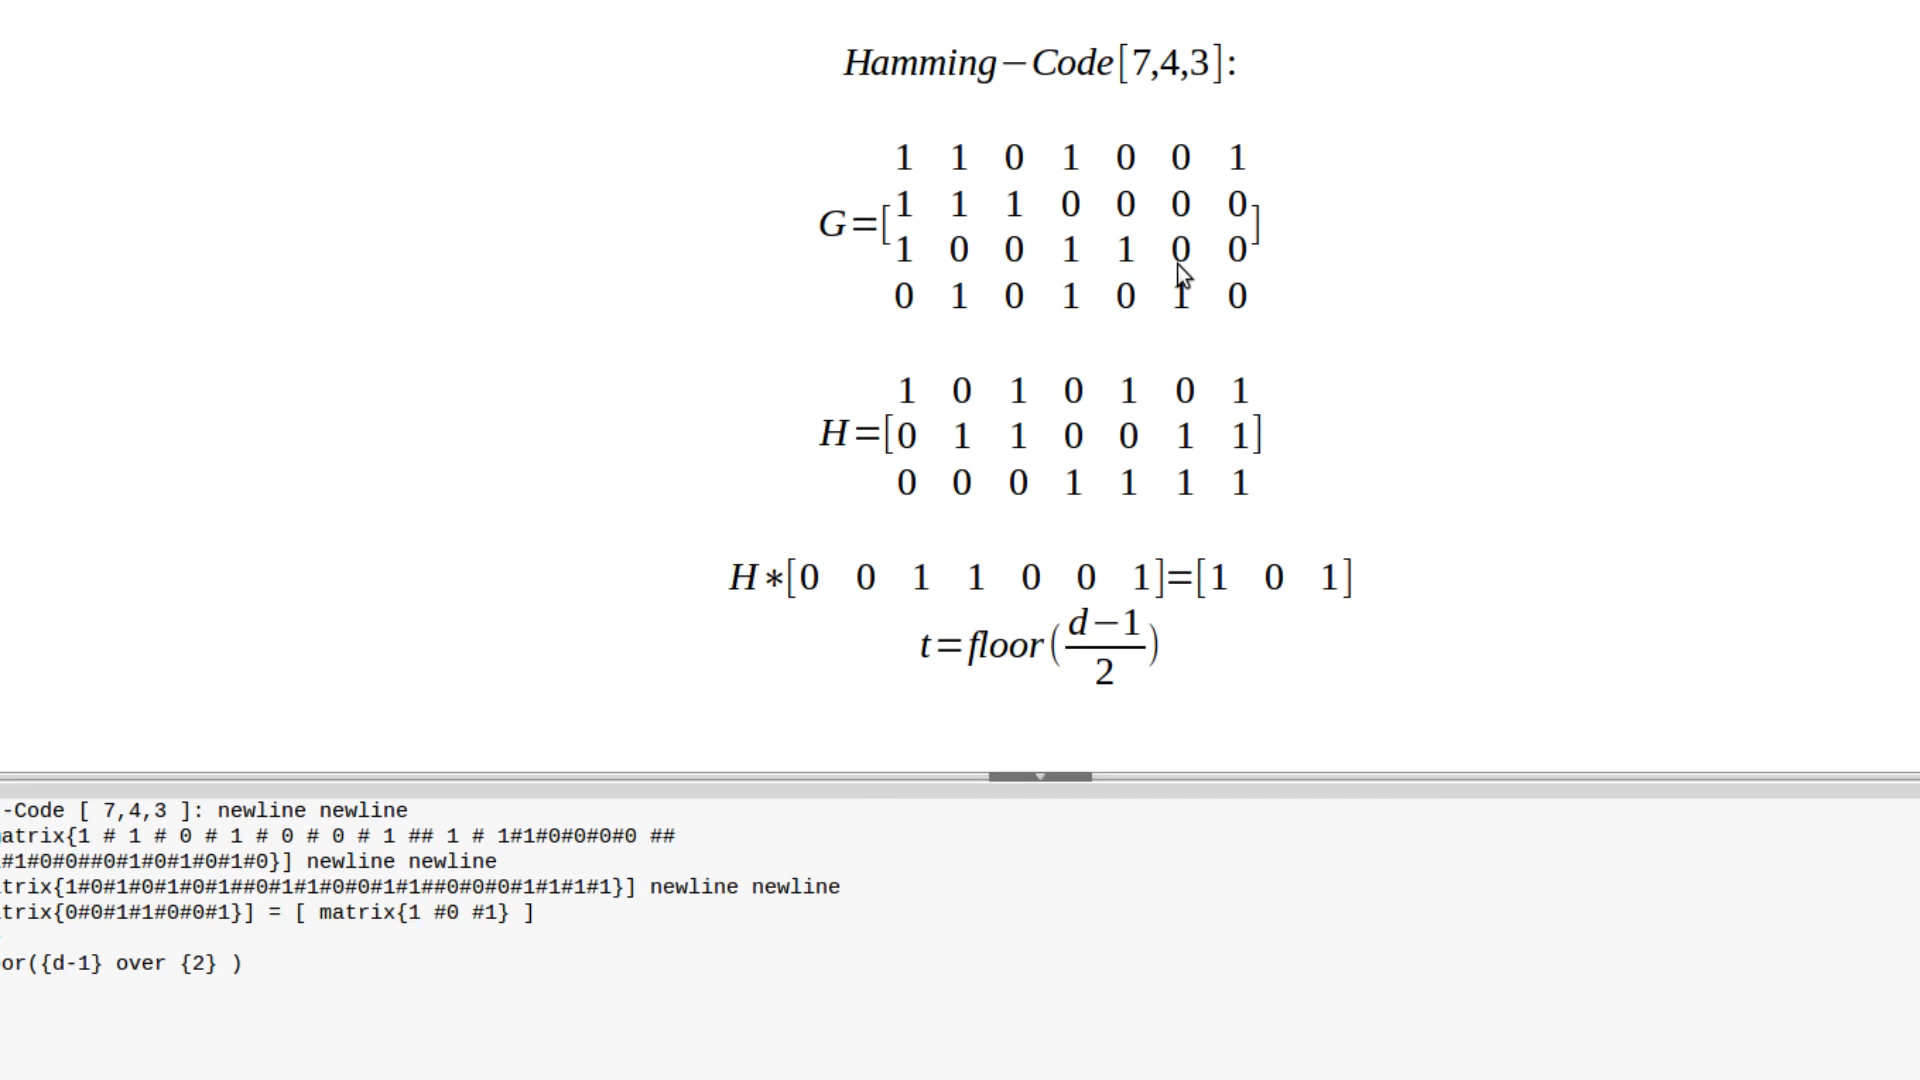 Hamming−Code[7,4,3]:
1 1 0 1 0 0 1
1 1 1 0 0 0 0
G=[ ]
1 0 0 1 1 0 0
0 1 0 1 0 1 0
1 0 1 0 1 0 1
H=[0 1 1 0 0 1 1]
0 0 0 1 1 1 1
H∗[0 0 1 1 0 0 1]=[1 0 1]
t=floor(d−1/2)
-Code [ 7,4,3 ]: newline newline
atrix{1 # 1 # 0 # 1 # 0 # 0 # 1 ## 1 # 1#1#0#0#0#0 ##
#1#0#0##0#1#0#1#0#1#0}] newline newline
trix{1#0#1#0#1#0#1##0#1#1#0#0#1#1##0#0#0#1#1#1#1}] newline newline
trix{0#0#1#1#0#0#1}] = [ matrix{1 #0 #1} ]
or({d-1} over {2} )